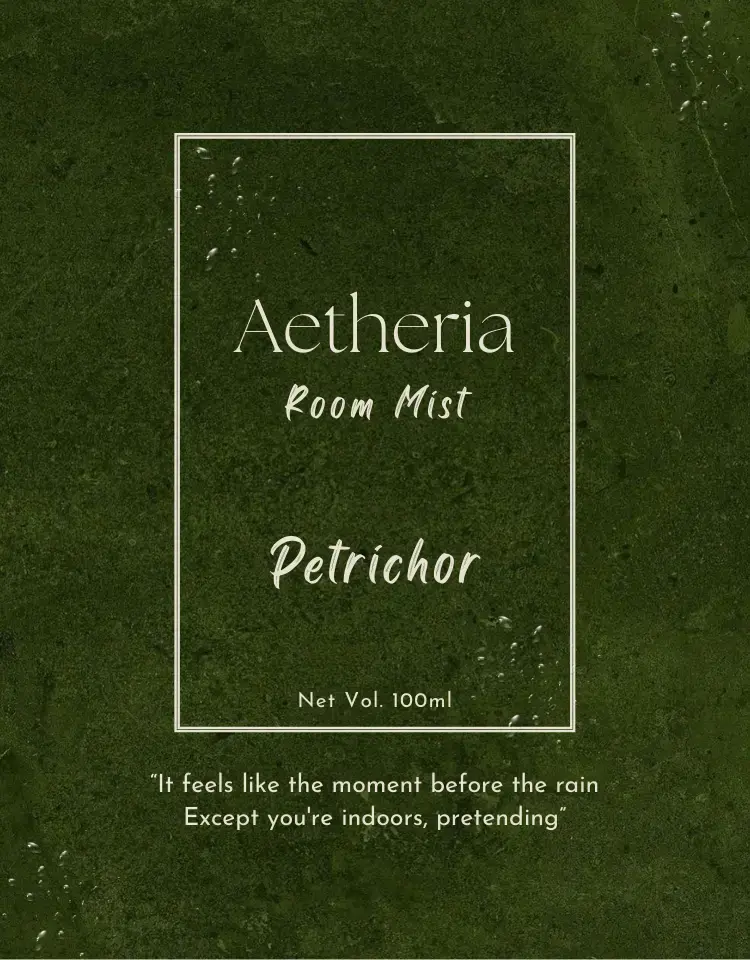 Aetheria
Room Mist
Petrichor
Net Vol. 100ml
“It feels like the moment before the rain
Except you're indoors, pretending”